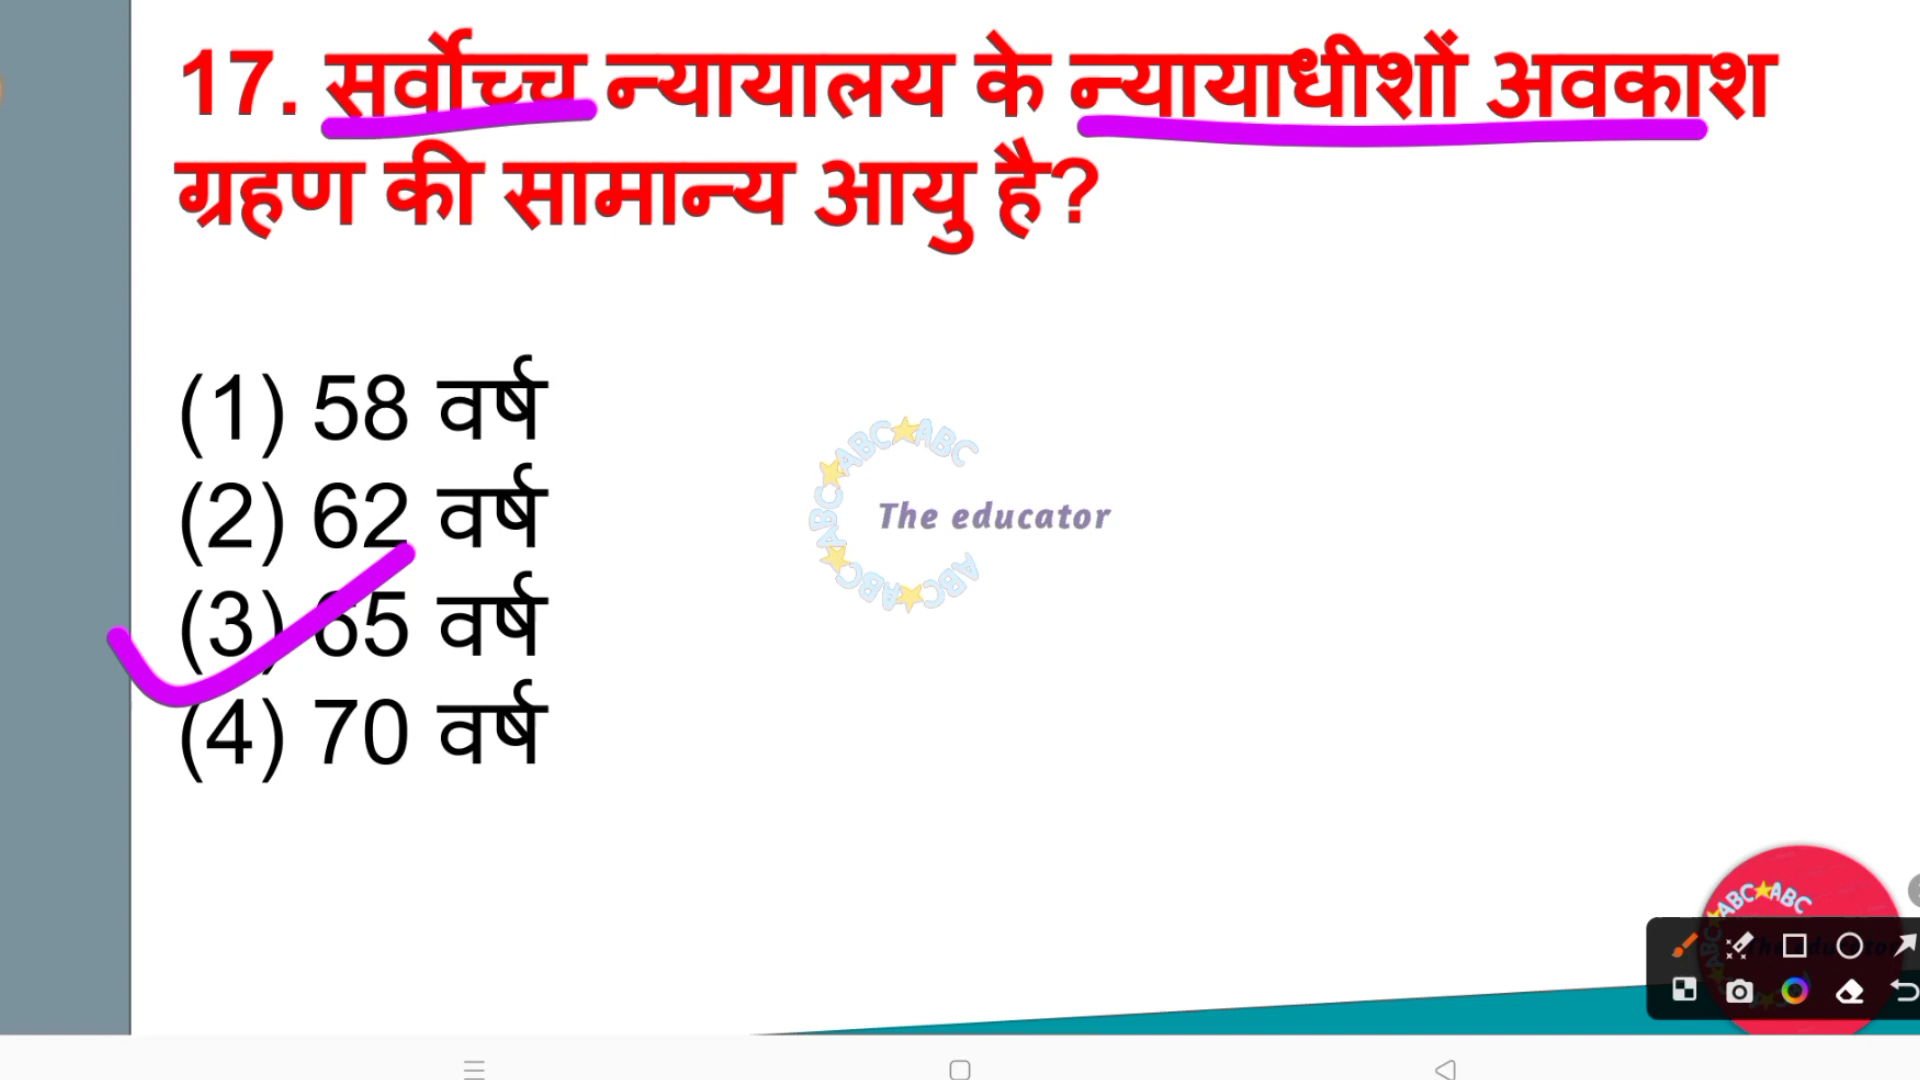 17. सर्वोच्च न्यायालय के न्यायाधीशों अवकाश
ग्रहण की सामान्य आयु है?
(1) 58 वर्ष
(2) 62 वर्ष
(3) 65 वर्ष
(4) 70 वर्ष
ABC ABC ABC ABC ABC
The educator
ABC ABC